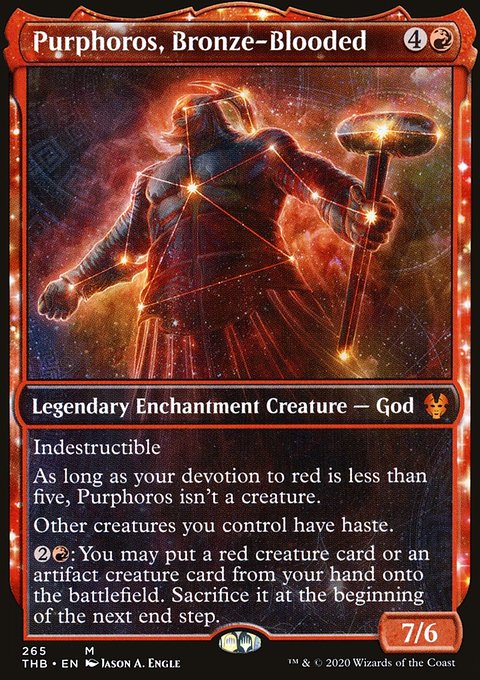 Purphoros, Bronze-Blooded 4
Legendary Enchantment Creature — God
Indestructible
As long as your devotion to red is less than
five, Purphoros isn't a creature.
Other creatures you control have haste.
2: You may put a red creature card or an
artifact creature card from your hand onto
the battlefield. Sacrifice it at the beginning
of the next end step.
7/6
265 M
THB • EN Jason A. Engle
™ & © 2020 Wizards of the Coast